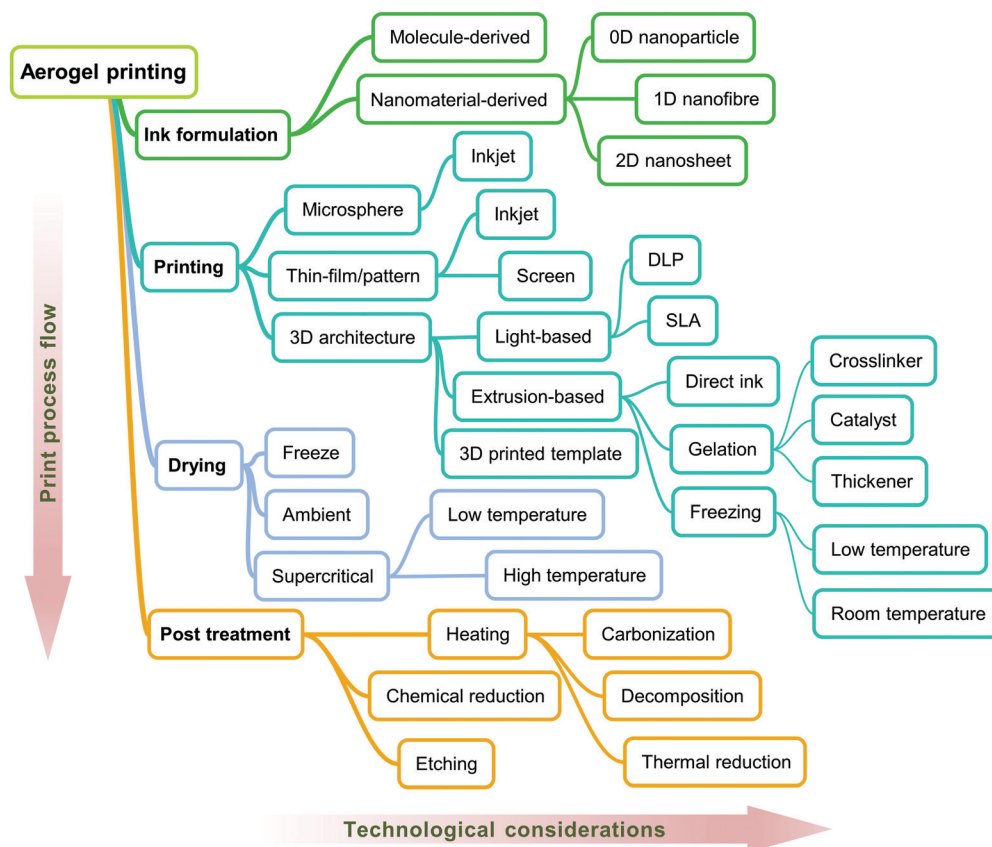 Aerogel printing
Ink formulation
Molecule-derived
Nanomaterial-derived
0D nanoparticle
1D nanofibre
2D nanosheet
Printing
Microsphere
Inkjet
Thin-film/pattern
Inkjet
Screen
3D architecture
Light-based
DLP
SLA
Extrusion-based
Direct ink
Gelation
Crosslinker
Catalyst
Thickener
Freezing
Low temperature
Room temperature
3D printed template
Drying
Freeze
Ambient
Supercritical
Low temperature
High temperature
Post treatment
Heating
Carbonization
Decomposition
Thermal reduction
Chemical reduction
Etching
Print process flow
Technological considerations